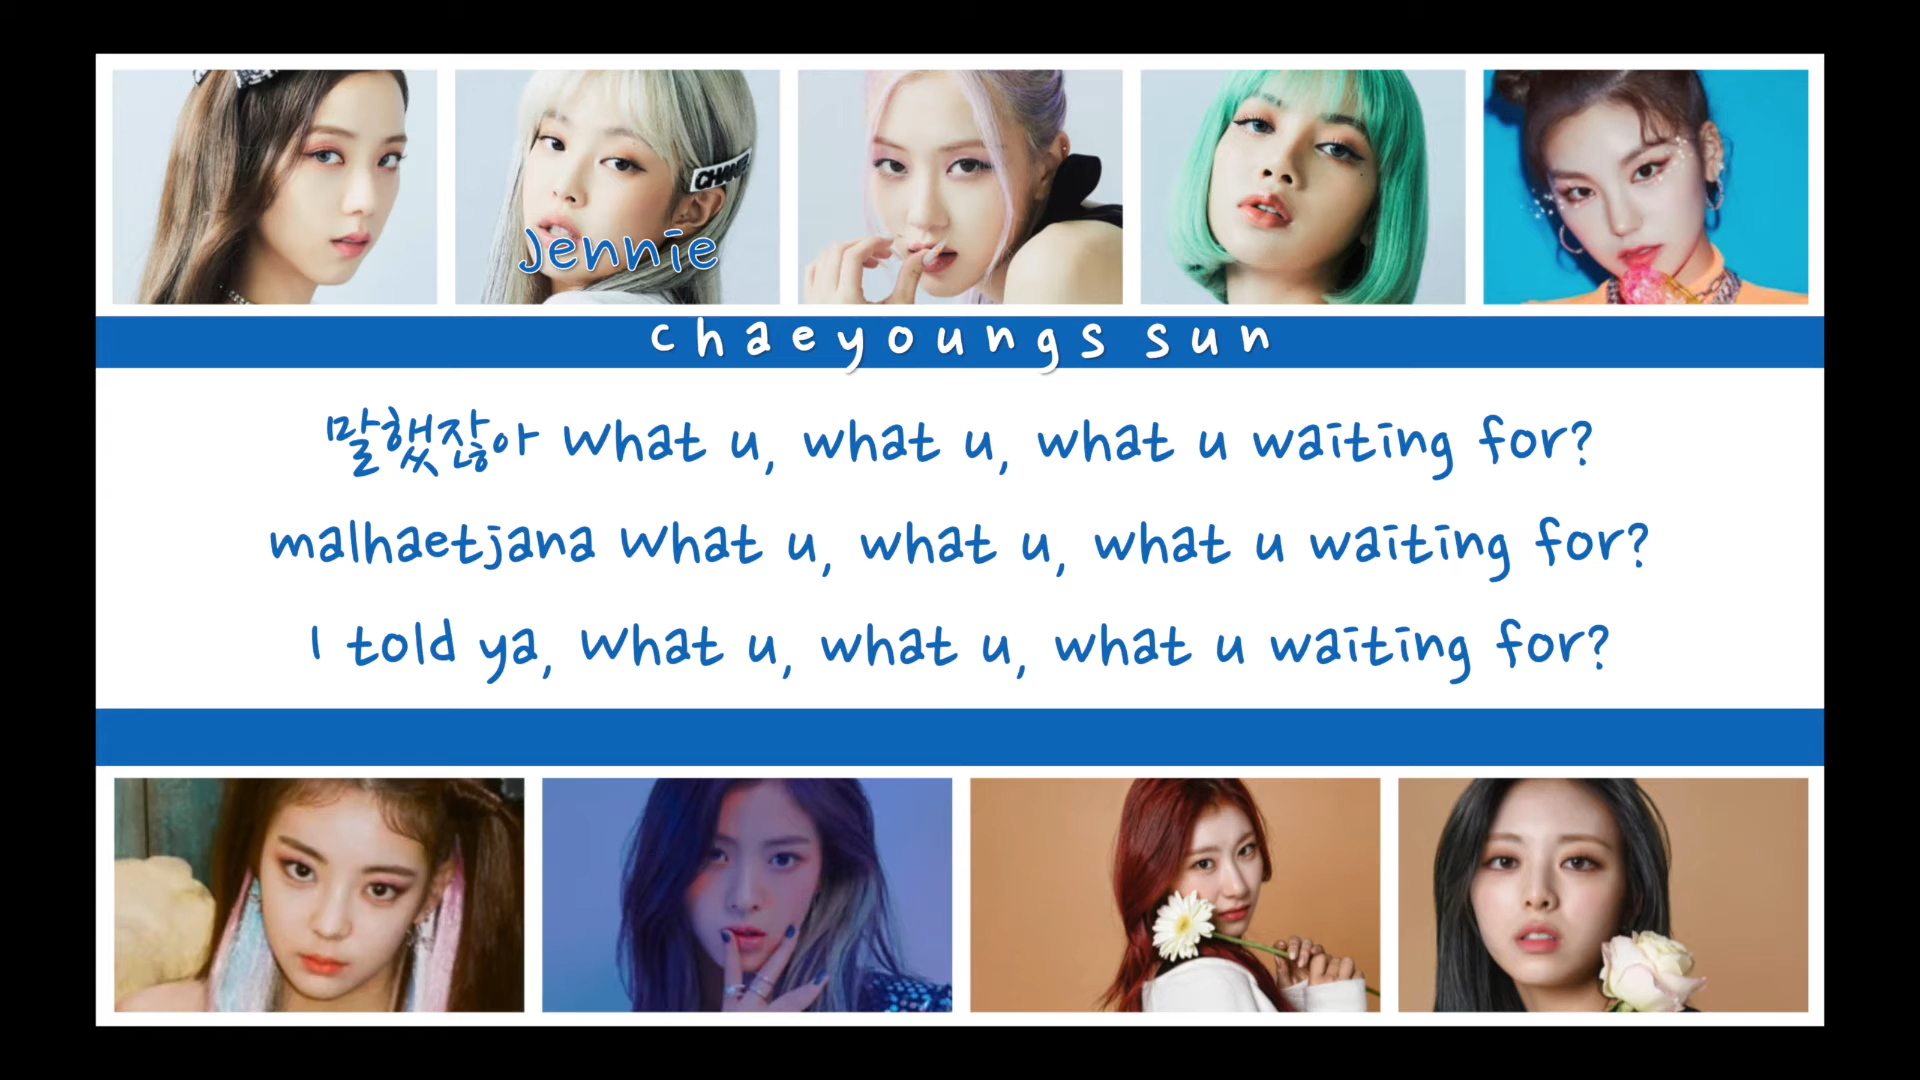 CHANEL
Jennie
chaeyoungs sun
말했잖아 What u, what u, what u waiting for?
malhaetjana What u, what u, what u waiting for?
I told ya, What u, what u, what u waiting for?